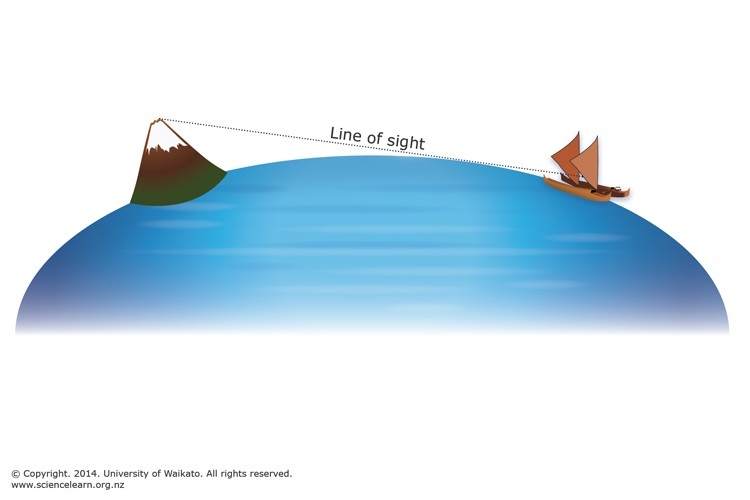 Line of sight
© Copyright. 2014. University of Waikato. All rights reserved.
www.sciencelearn.org.nz